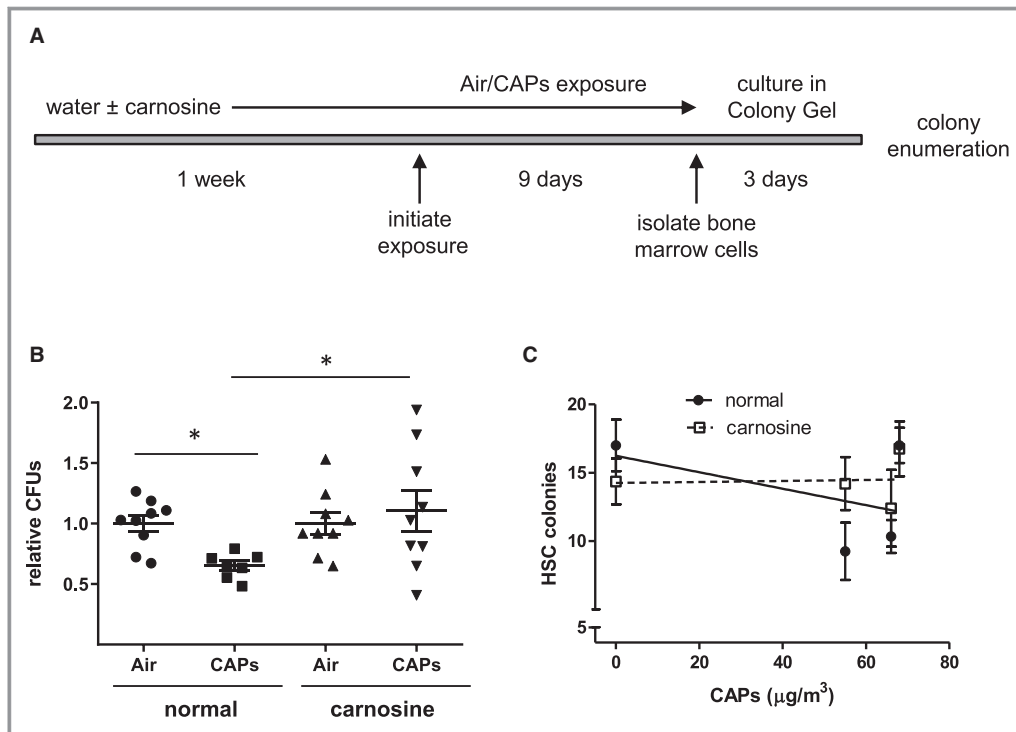 A
Air/CAPs exposure
water ± carnosine
culture in
Colony Gel
colony
enumeration
1 week
9 days
3 days
initiate
exposure
isolate bone
marrow cells
B
*
*
relative CFUs
2.0
1.5
1.0
0.5
Air
CAPs
Air
CAPs
normal
carnosine
C
normal
carnosine
HSC colonies
20
15
10
5
0
20
40
60
80
CAPs (μg/m³)